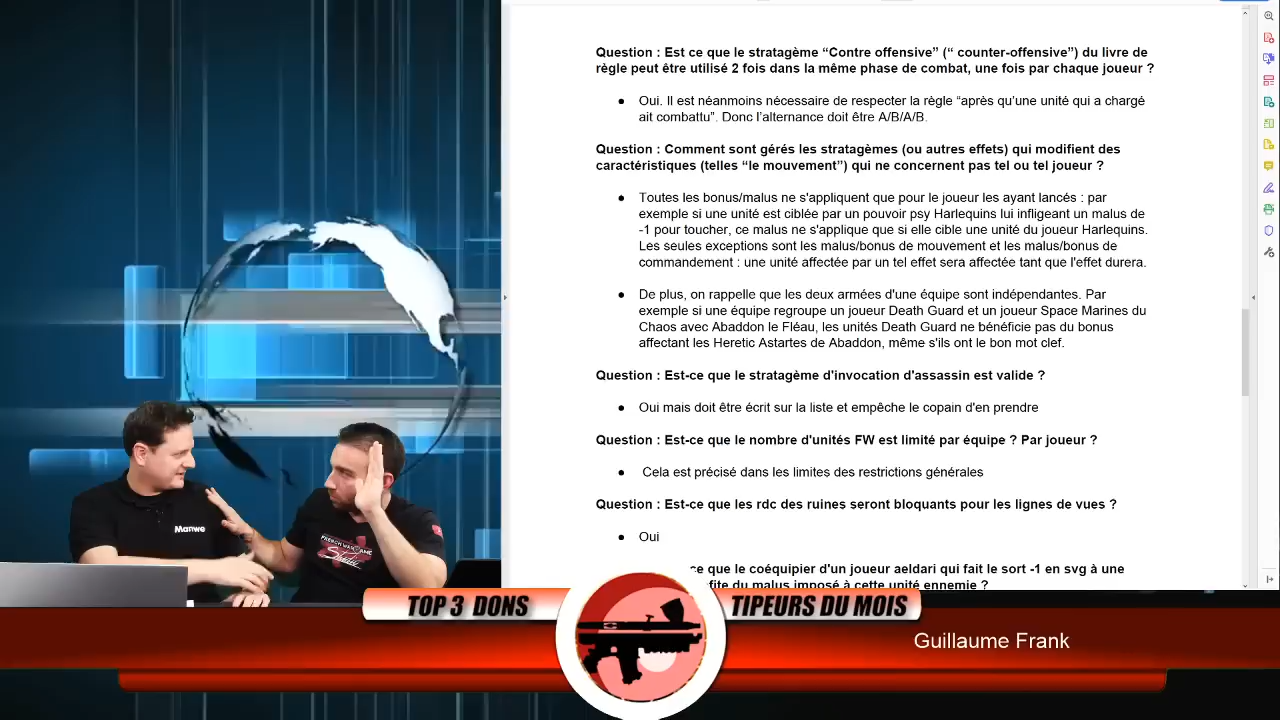 Question : Est ce que le stratagème “Contre offensive” (“ counter-offensive”) du livre de
règle peut être utilisé 2 fois dans la même phase de combat, une fois par chaque joueur ?
● Oui. Il est néanmoins nécessaire de respecter la règle “après qu’une unité qui a chargé
ait combattu”. Donc l’alternance doit être A/B/A/B.
Question : Comment sont gérés les stratagèmes (ou autres effets) qui modifient des
caractéristiques (telles “le mouvement”) qui ne concernent pas tel ou tel joueur ?
● Toutes les bonus/malus ne s'appliquent que pour le joueur les ayant lancés : par
exemple si une unité est ciblée par un pouvoir psy Harlequins lui infligeant un malus de
-1 pour toucher, ce malus ne s'applique que si elle cible une unité du joueur Harlequins.
Les seules exceptions sont les malus/bonus de mouvement et les malus/bonus de
commandement : une unité affectée par un tel effet sera affectée tant que l'effet durera.
● De plus, on rappelle que les deux armées d'une équipe sont indépendantes. Par
exemple si une équipe regroupe un joueur Death Guard et un joueur Space Marines du
Chaos avec Abaddon le Fléau, les unités Death Guard ne bénéficie pas du bonus
affectant les Heretic Astartes de Abaddon, même s'ils ont le bon mot clef.
Question : Est-ce que le stratagème d'invocation d'assassin est valide ?
● Oui mais doit être écrit sur la liste et empêche le copain d'en prendre
Question : Est-ce que le nombre d'unités FW est limité par équipe ? Par joueur ?
● Cela est précisé dans les limites des restrictions générales
Question : Est-ce que les rdc des ruines seront bloquants pour les lignes de vues ?
● Oui
ce que le coéquipier d'un joueur aeldari qui fait le sort -1 en svg à une
fite du malus imposé à cette unité ennemie ?
Manwe
FRENCH WARGAME
Studio
TOP 3 DONS
TIPEURS DU MOIS
Guillaume Frank